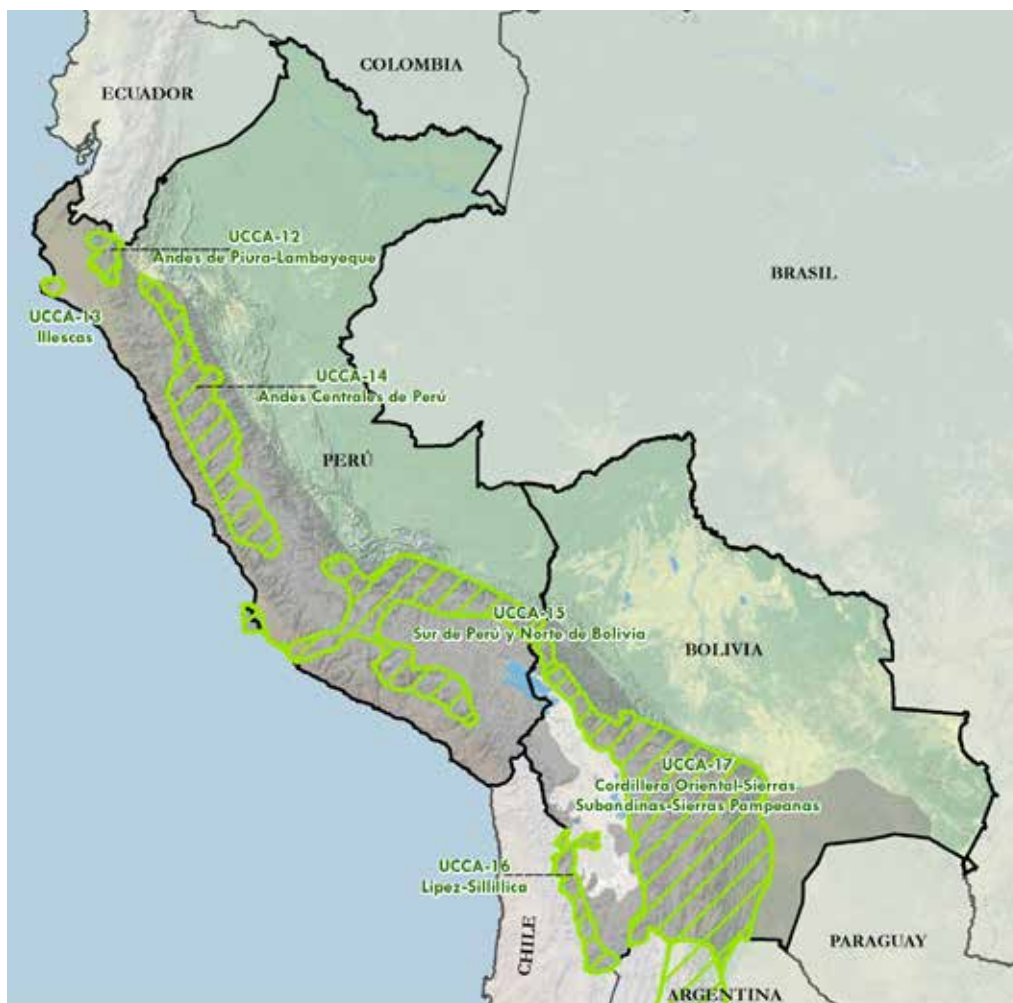 COLOMBIA
ECUADOR
UCCA-12
Andes de Piura-Lambayeque
BRASIL
UCCA-13
Illescas
UCCA-14
Andes Centrales de Perú
PERÚ
UCCA-15
Sur de Perú y Norte de Bolivia
BOLIVIA
UCCA-17
Cordillera Oriental-Sierras
Subandinas-Sierras Pampeanas
UCCA-16
Lipez-Sillillica
CHILE
PARAGUAY
ARGENTINA